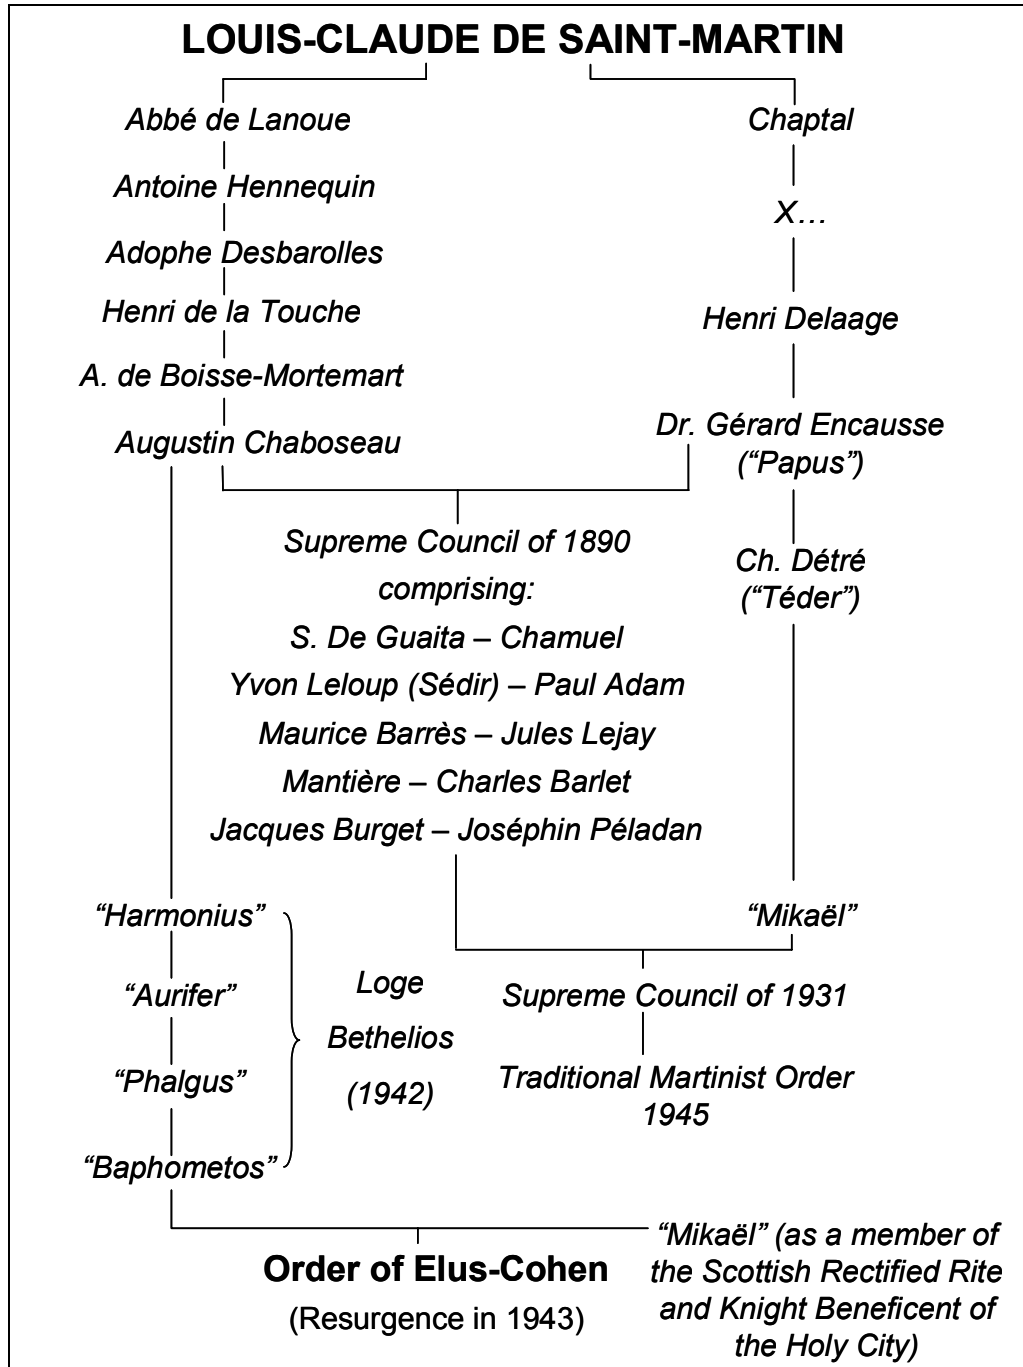 LOUIS-CLAUDE DE SAINT-MARTIN
Abbé de Lanoue
Chaptal
Antoine Hennequin
X…
Adophe Desbarolles
Henri de la Touche
Henri Delaage
A. de Boisse-Mortemart
Augustin Chaboseau
Dr. Gérard Encausse
(“Papus”)
Supreme Council of 1890
comprising:
S. De Guaita – Chamuel
Yvon Leloup (Sédir) – Paul Adam
Maurice Barrès – Jules Lejay
Mantière – Charles Barlet
Jacques Burget – Joséphin Péladan
Ch. Détré
(“Téder”)
“Harmonius”
“Aurifer”
“Phalgus”
“Baphometos”
Loge
Bethelios
(1942)
“Mikaël”
Supreme Council of 1931
Traditional Martinist Order
1945
Order of Elus-Cohen
(Resurgence in 1943)
“Mikaël” (as a member of
the Scottish Rectified Rite
and Knight Beneficent of
the Holy City)